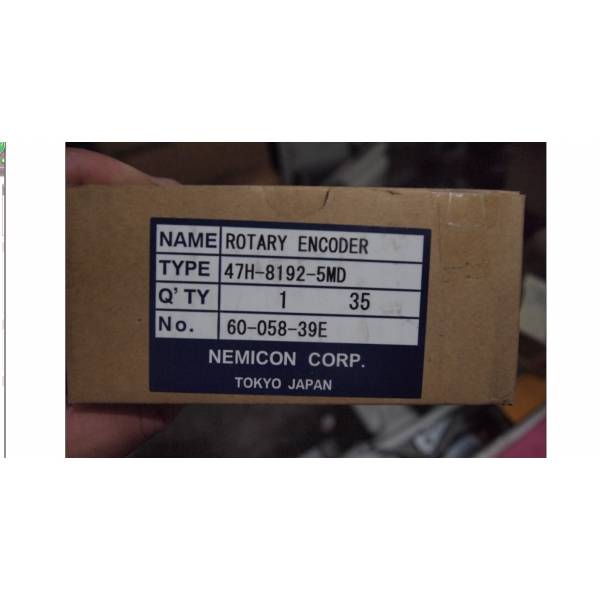 NAME ROTARY ENCODER
TYPE 47H-8192-5MD
Q'TY 1 35
No. 60-058-39E
NEMICON CORP.
TOKYO JAPAN